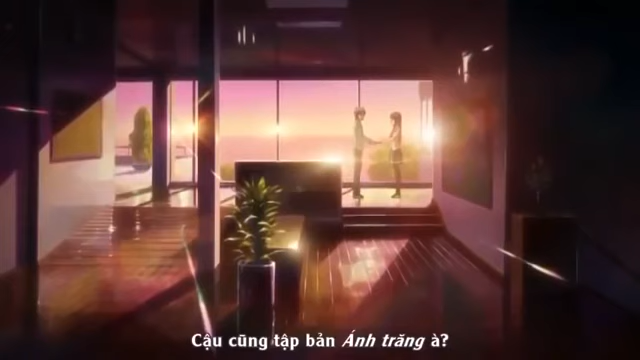 Cậu cũng tập bản Ánh trăng à?